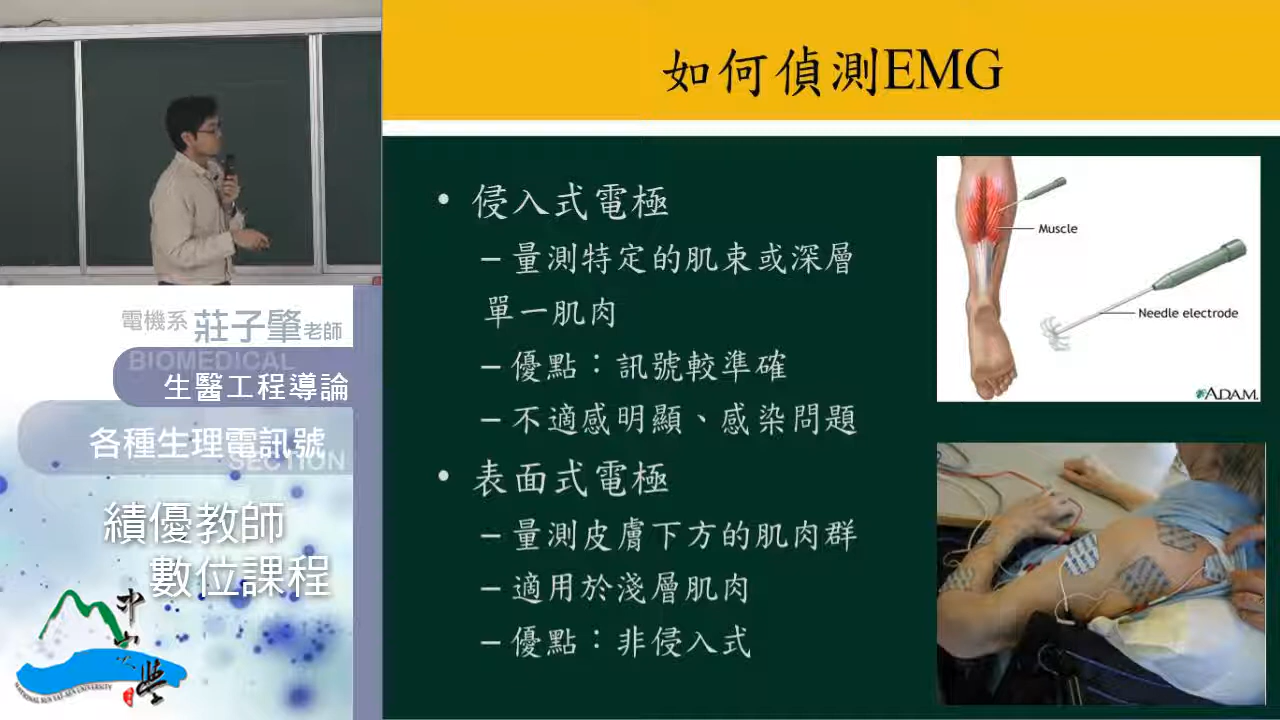 如何偵測EMG
• 侵入式電極
– 量測特定的肌束或深層
單一肌肉
– 優點：訊號較準確
– 不適感明顯、感染問題
• 表面式電極
– 量測皮膚下方的肌肉群
– 適用於淺層肌肉
– 優點：非侵入式
Muscle
Needle electrode
ADAM.
電機系 莊子肇老師
BIOMEDICAL
生醫工程導論
各種生理電訊號
SECTION
績優教師
數位課程
NATIONAL SUN YAT-SEN UNIVERSITY